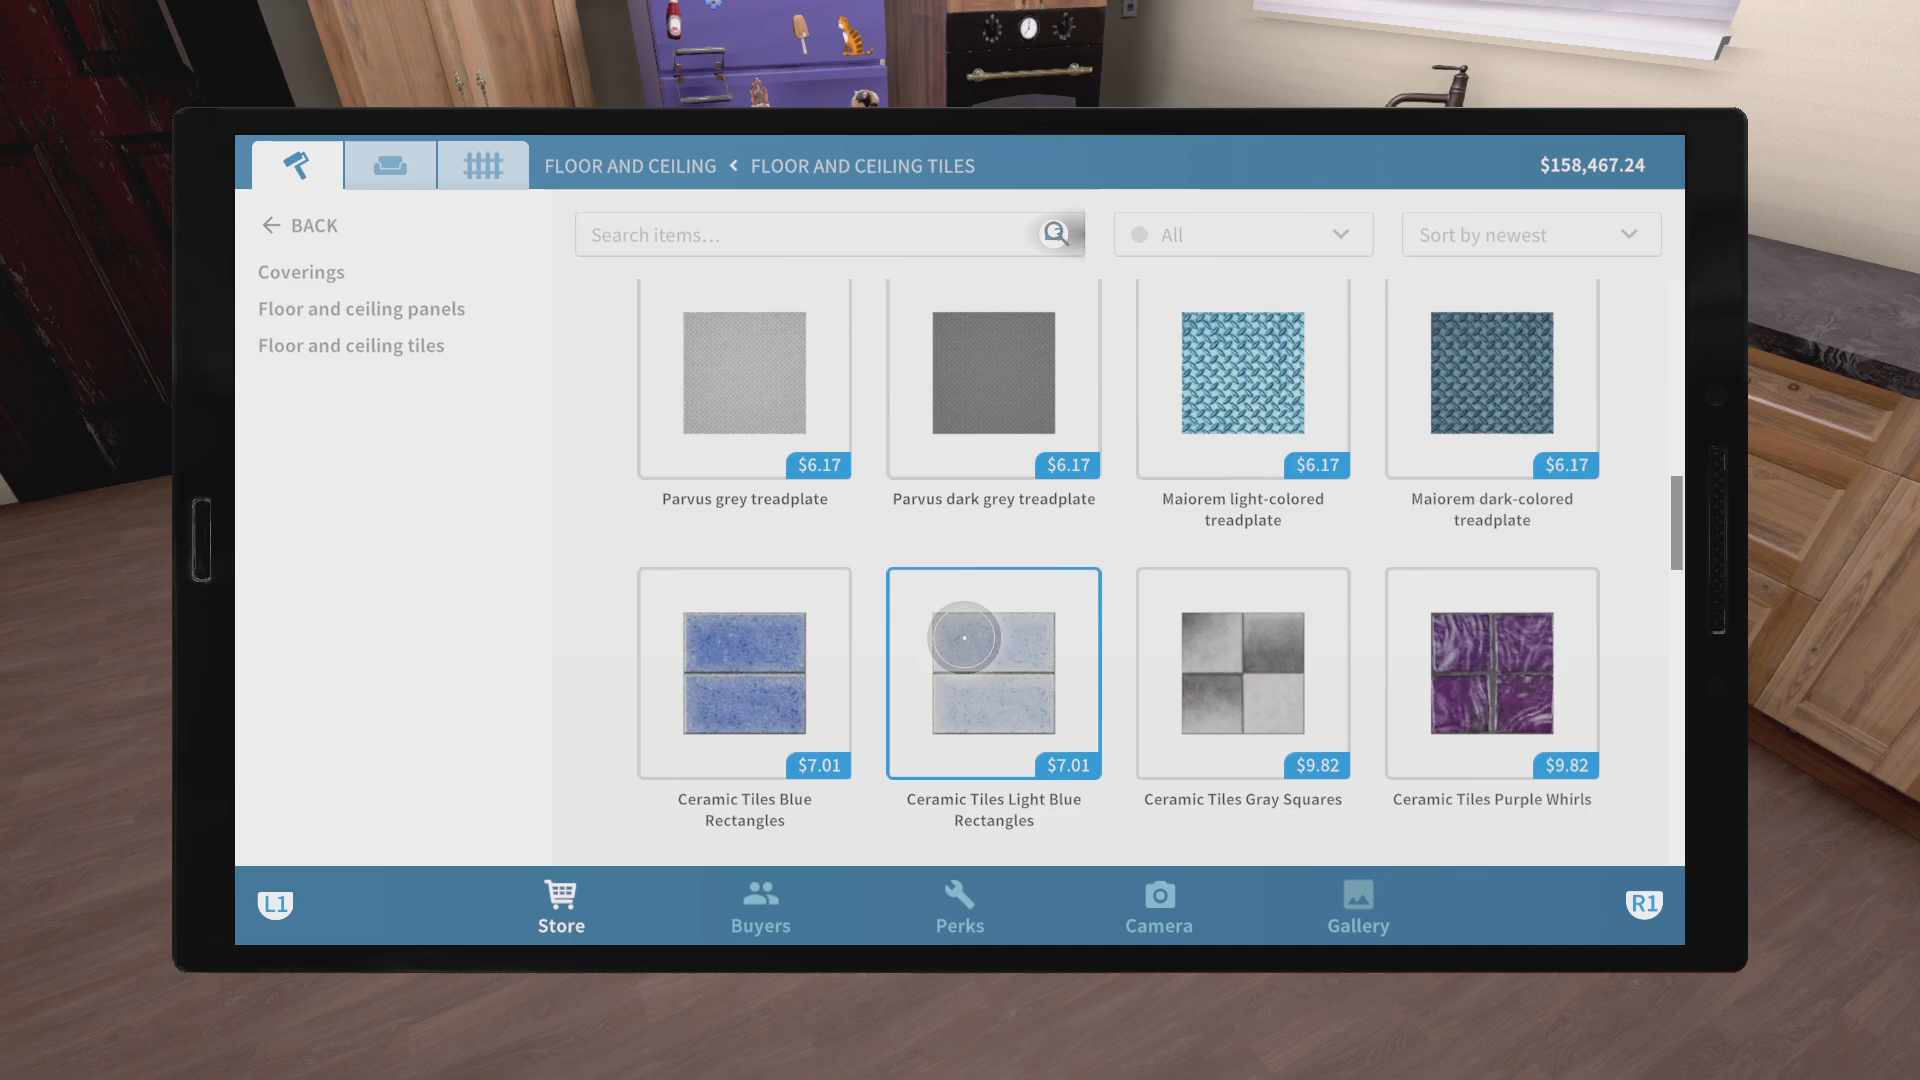 FLOOR AND CEILING < FLOOR AND CEILING TILES
$158,467.24
BACK
Coverings
Floor and ceiling panels
Floor and ceiling tiles
Search items...
All
Sort by newest
$6.17
Parvus grey treadplate
$6.17
Parvus dark grey treadplate
$6.17
Maiorem light-colored
treadplate
$6.17
Maiorem dark-colored
treadplate
$7.01
Ceramic Tiles Blue
Rectangles
$7.01
Ceramic Tiles Light Blue
Rectangles
$9.82
Ceramic Tiles Gray Squares
$9.82
Ceramic Tiles Purple Whirls
L1
Store
Buyers
Perks
Camera
Gallery
R1